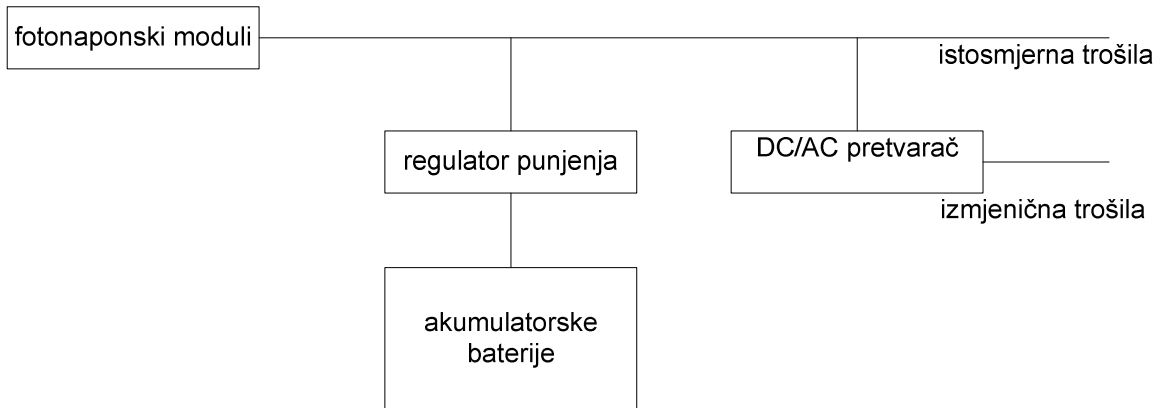 fotonaponski moduli
istosmjerna trošila
regulator punjenja
DC/AC pretvarač
izmjenična trošila
akumulatorske
baterije